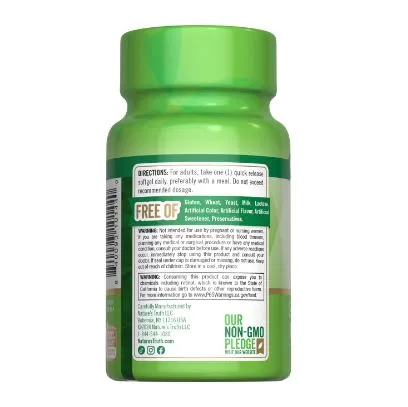 DIRECTIONS: For adults, take one (1) quick release
softgel daily, preferably with a meal. Do not exceed
recommended dosage.
FREE OF
Gluten, Wheat, Yeast, Milk, Lactose,
Artificial Color, Artificial Flavor, Artificial
Sweetener, Preservatives.
WARNING: Not intended for use by pregnant or nursing women.
If you are taking any medications, including blood thinners,
planning any medical or surgical procedure or have any medical
condition, consult your doctor before use. If any adverse reactions
occur, immediately stop using this product and consult your
doctor. If seal under cap is damaged or missing, do not use. Keep
out of reach of children. Store in a cool, dry place.
WARNING: Consuming this product can expose you to
chemicals including retinol, which is known to the State of
California to cause birth defects or other reproductive harm.
For more information go to www.P65Warnings.ca.gov/food.
Carefully Manufactured by
Nature's Truth LLC
Bohemia, NY 11716 USA
Nature's Truth LLC
NaturesTruth.com
OUR
NON-GMO
PLEDGE
VISIT OUR WEBSITE